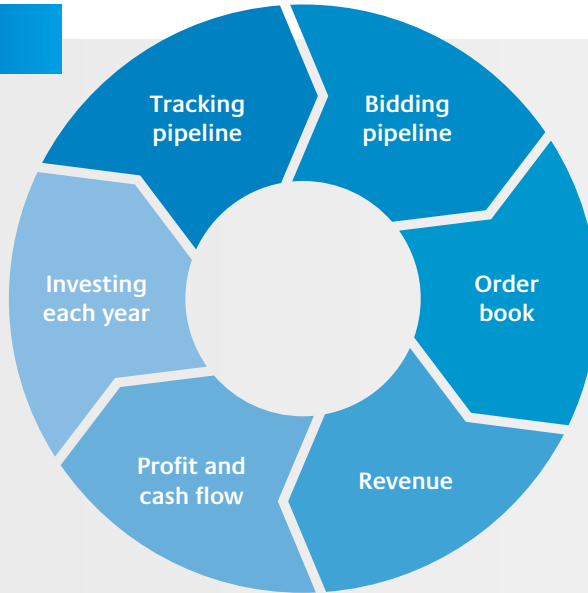 Tracking
pipeline
Bidding
pipeline
Order
book
Revenue
Profit and
cash flow
Investing
each year